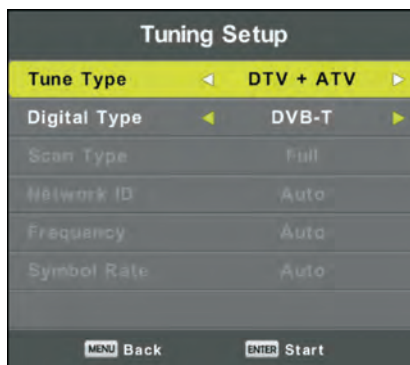 Tuning Setup
Tune Type DTV + ATV
Digital Type DVB-T
Scan Type Full
Network ID Auto
Frequency Auto
Symbol Rate Auto
MENU Back ENTER Start